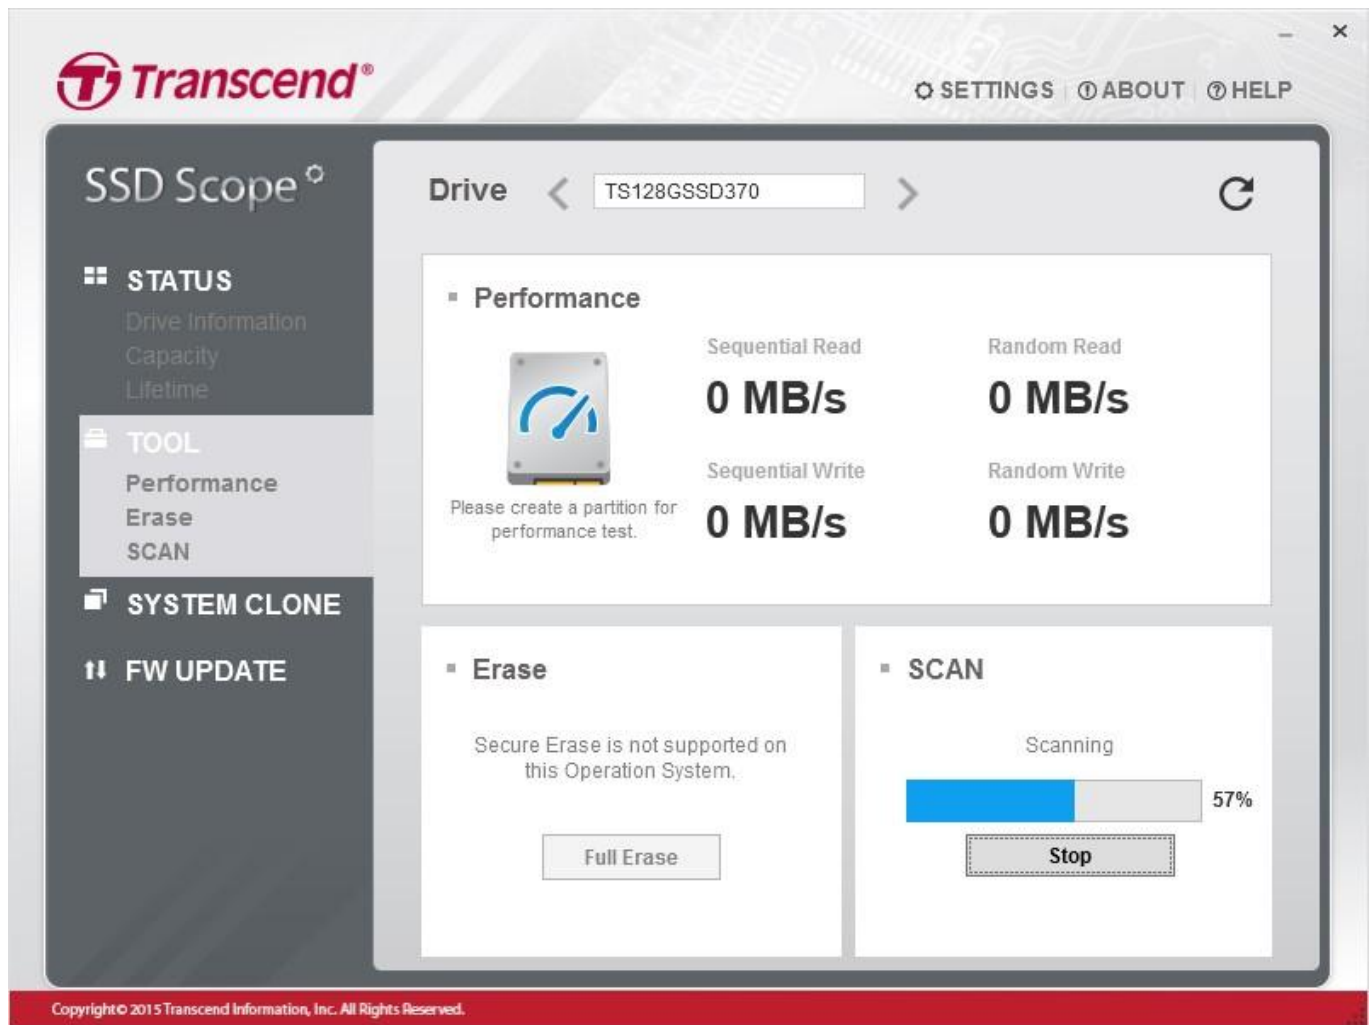 Transcend®
SETTINGS ABOUT HELP
SSD Scope
Drive TS128GSSD370
STATUS
Drive Information
Capacity
Lifetime
TOOL
Performance
Erase
SCAN
SYSTEM CLONE
FW UPDATE
Performance
Please create a partition for
performance test.
Sequential Read
0 MB/s
Random Read
0 MB/s
Sequential Write
0 MB/s
Random Write
0 MB/s
Erase
Secure Erase is not supported on
this Operation System.
Full Erase
SCAN
Scanning
57%
Stop
Copyright© 2015 Transcend Information, Inc. All Rights Reserved.